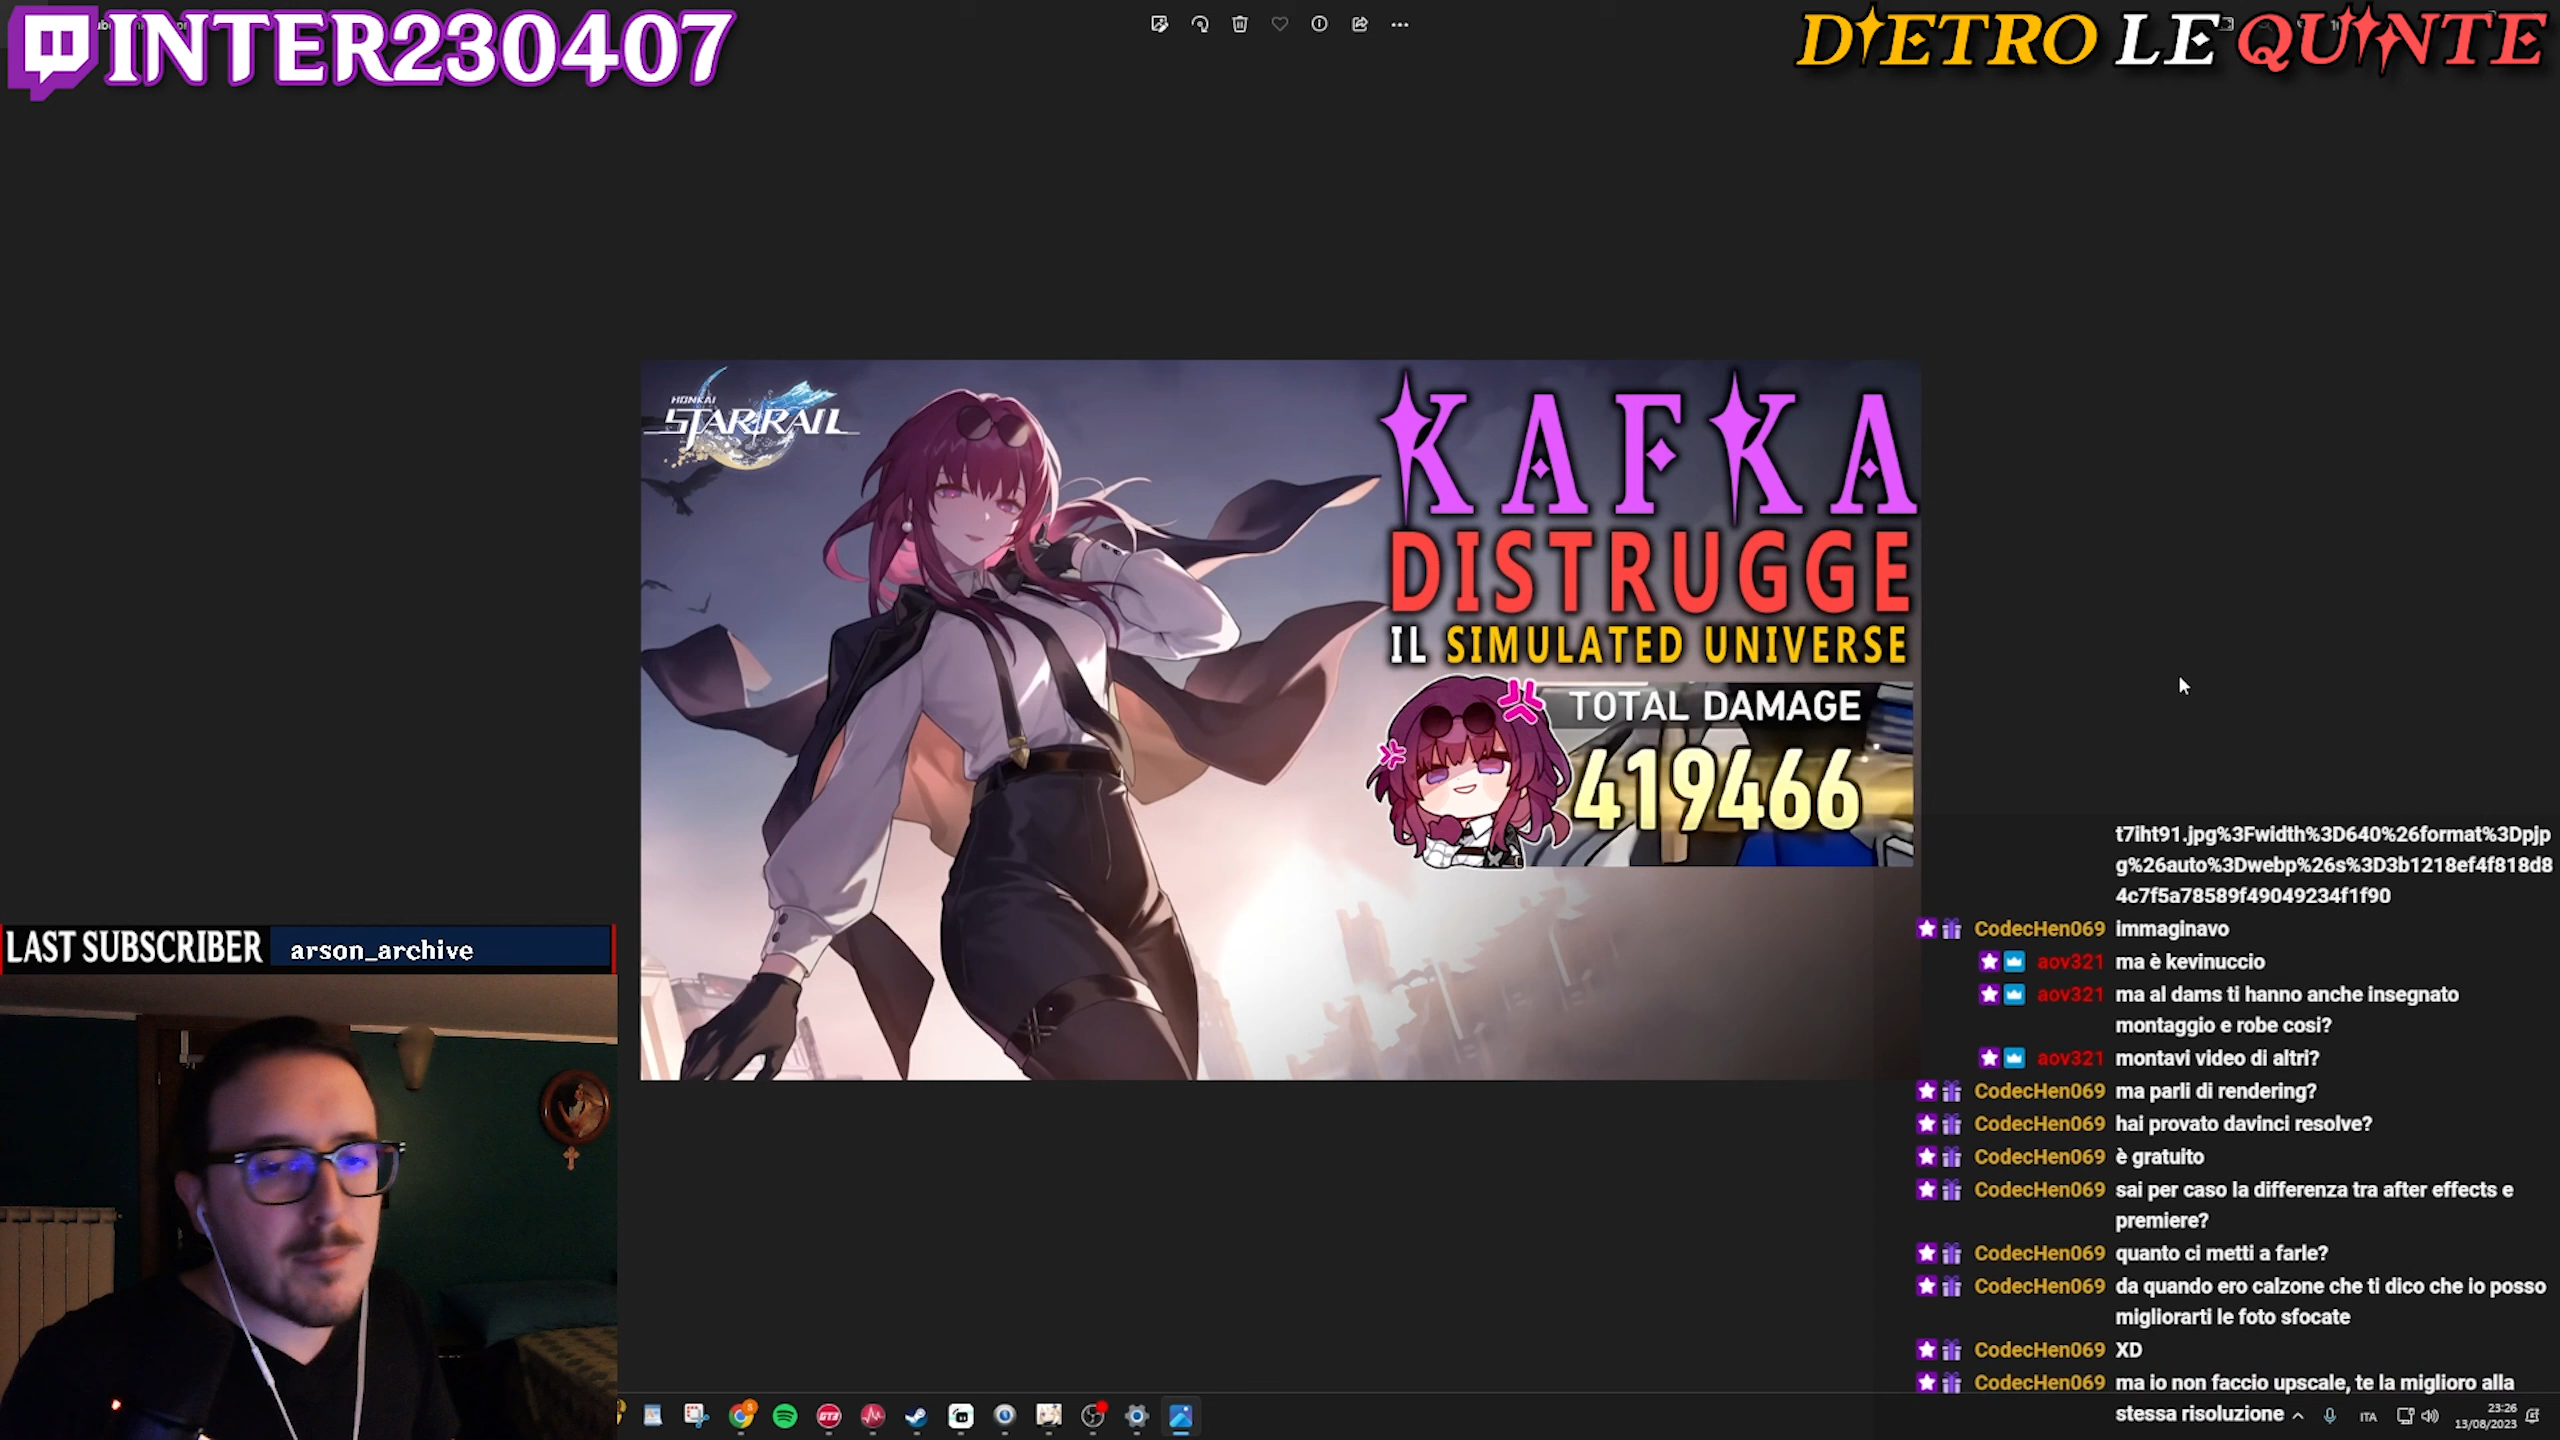 INTER230407
DIETRO LE QUINTE
HONKAI
STAR RAIL
KAFKA
DISTRUGGE
IL SIMULATED UNIVERSE
TOTAL DAMAGE
419466
t7iht91.jpg%3Fwidth%3D640%26format%3Dpjp
g%26auto%3Dwebp%26s%3D3b1218ef4f818d8
4c7f5a78589f49049234f1f90
CodecHen069 immaginavo
aov321 ma è kevinuccio
aov321 ma al dams ti hanno anche insegnato
montaggio e robe cosi?
aov321 montavi video di altri?
CodecHen069 ma parli di rendering?
CodecHen069 hai provato davinci resolve?
CodecHen069 è gratuito
CodecHen069 sai per caso la differenza tra after effects e
premiere?
CodecHen069 quanto ci metti a farle?
CodecHen069 da quando ero calzone che ti dico che io posso
migliorarti le foto sfocate
CodecHen069 XD
CodecHen069 ma io non faccio upscale, te la miglioro alla
stessa risoluzione
LAST SUBSCRIBER arson_archive
GT3
ITA
23:26
13/08/2023